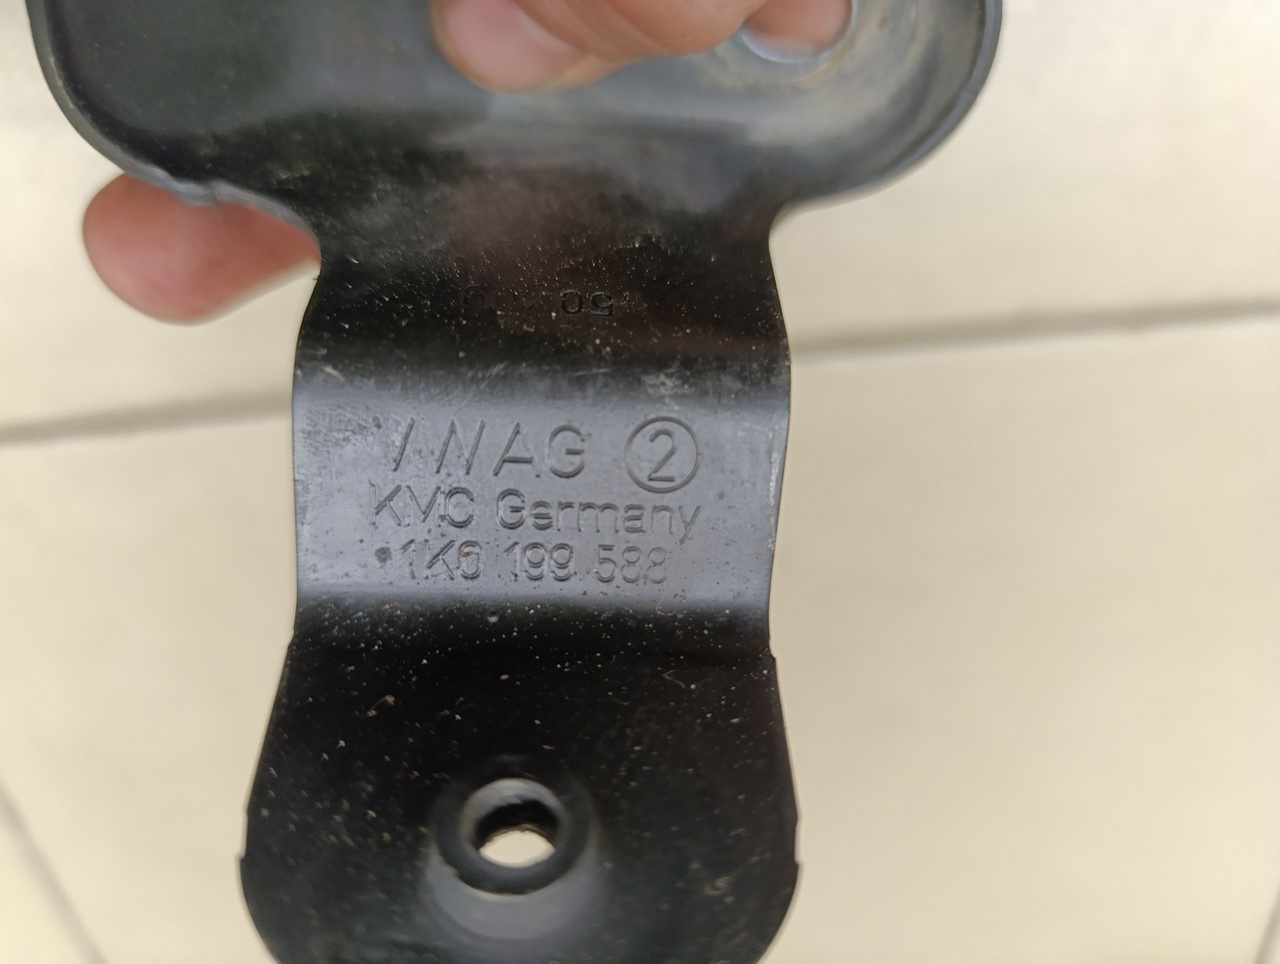 VWAG ②
KMC Germany
1K0 199 588